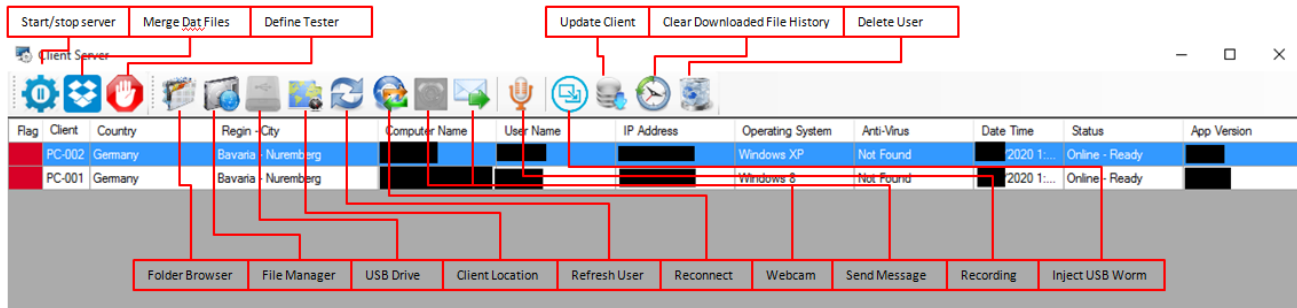 Start/stop server Merge Dat Files Define Tester Update Client Clear Downloaded File History Delete User
Client Server
Flag Client Country Regin - City Computer Name User Name IP Address Operating System Anti-Virus Date Time Status App Version
PC-002 Germany Bavaria - Nuremberg Windows XP Not Found /2020 1:... Online - Ready
PC-001 Germany Bavaria - Nuremberg Windows 8 Not Found /2020 1:... Online - Ready
Folder Browser File Manager USB Drive Client Location Refresh User Reconnect Webcam Send Message Recording Inject USB Worm